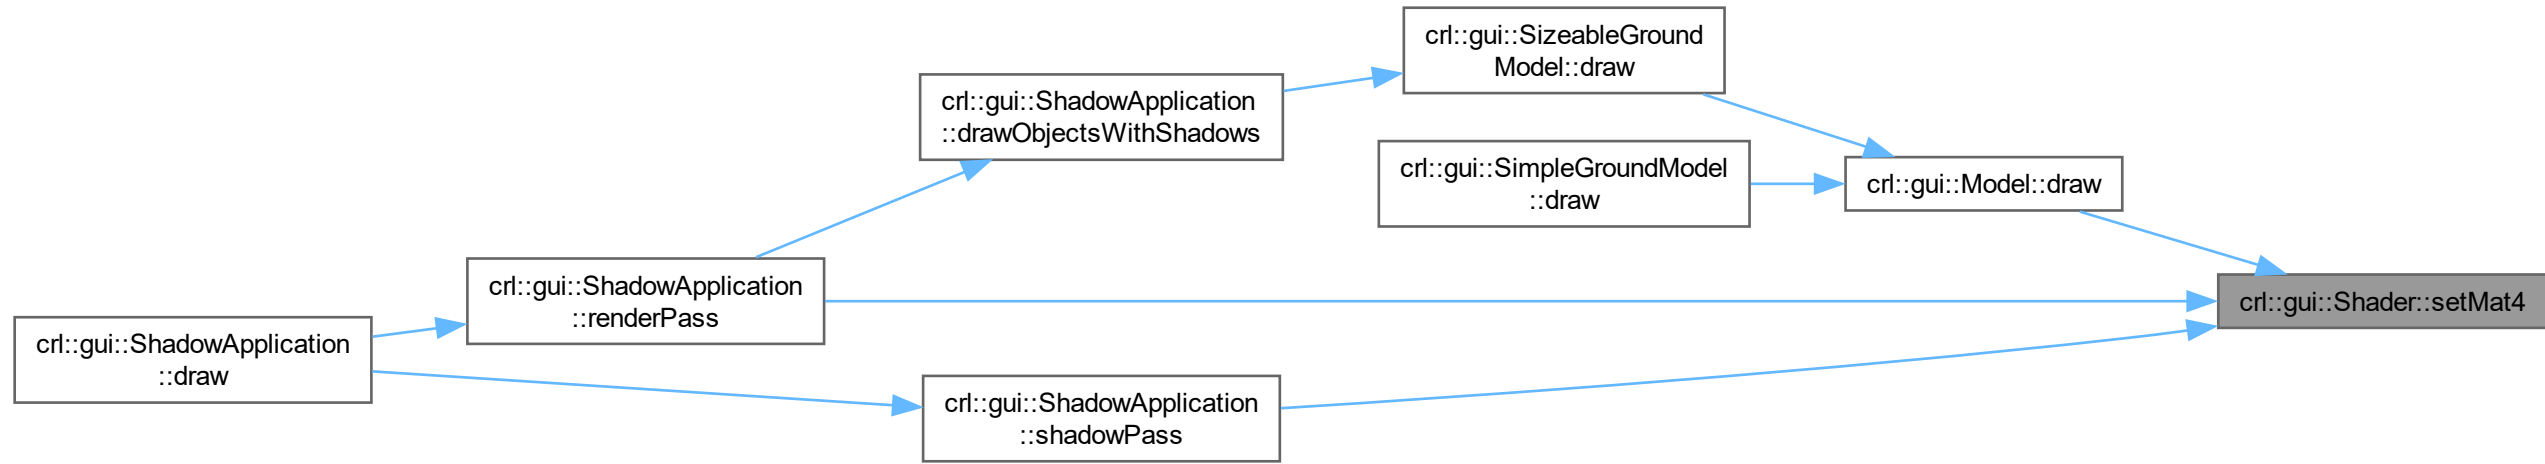 crl::gui::SizeableGround
Model::draw
crl::gui::ShadowApplication
::drawObjectsWithShadows
crl::gui::SimpleGroundModel
::draw
crl::gui::Model::draw
crl::gui::ShadowApplication
::renderPass
crl::gui::Shader::setMat4
crl::gui::ShadowApplication
::draw
crl::gui::ShadowApplication
::shadowPass